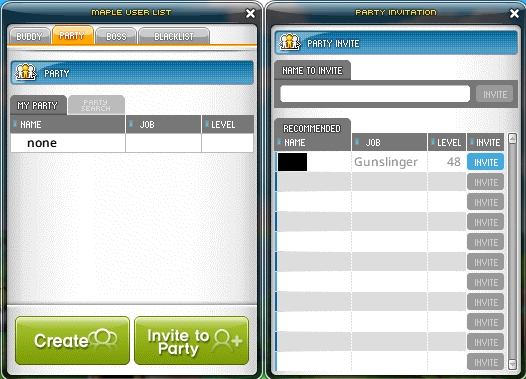 MAPLE USER LIST
BUDDY PARTY BOSS BLACKLIST
PARTY
MY PARTY PARTY SEARCH
NAME JOB LEVEL
none
Create Invite to Party
PARTY INVITATION
PARTY INVITE
NAME TO INVITE
INVITE
RECOMMENDED
NAME JOB LEVEL INVITE
Gunslinger 48 INVITE
INVITE
INVITE
INVITE
INVITE
INVITE
INVITE
INVITE
INVITE
INVITE
INVITE